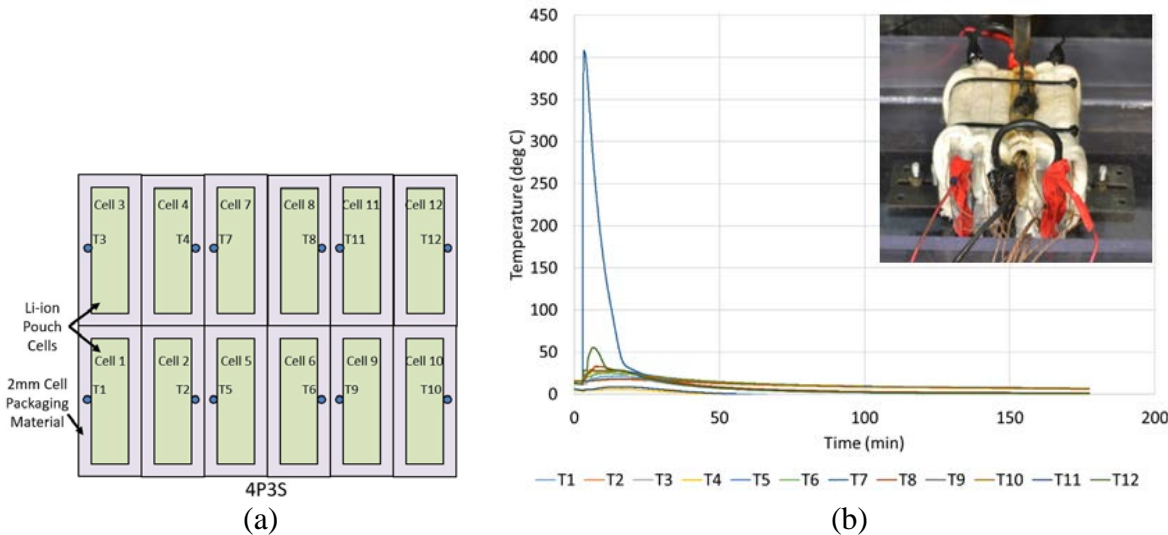 Cell 3 Cell 4 Cell 7 Cell 8 Cell 11 Cell 12
T3 T4 T7 T8 T11 T12
Li-ion
Pouch
Cells
Cell 1 Cell 2 Cell 5 Cell 6 Cell 9 Cell 10
T1 T2 T5 T6 T9 T10
2mm Cell
Packaging
Material
4P3S
(a)
Temperature (deg C)
450
400
350
300
250
200
150
100
50
0
0 50 100 150 200
Time (min)
T1 T2 T3 T4 T5 T6 T7 T8 T9 T10 T11 T12
(b)